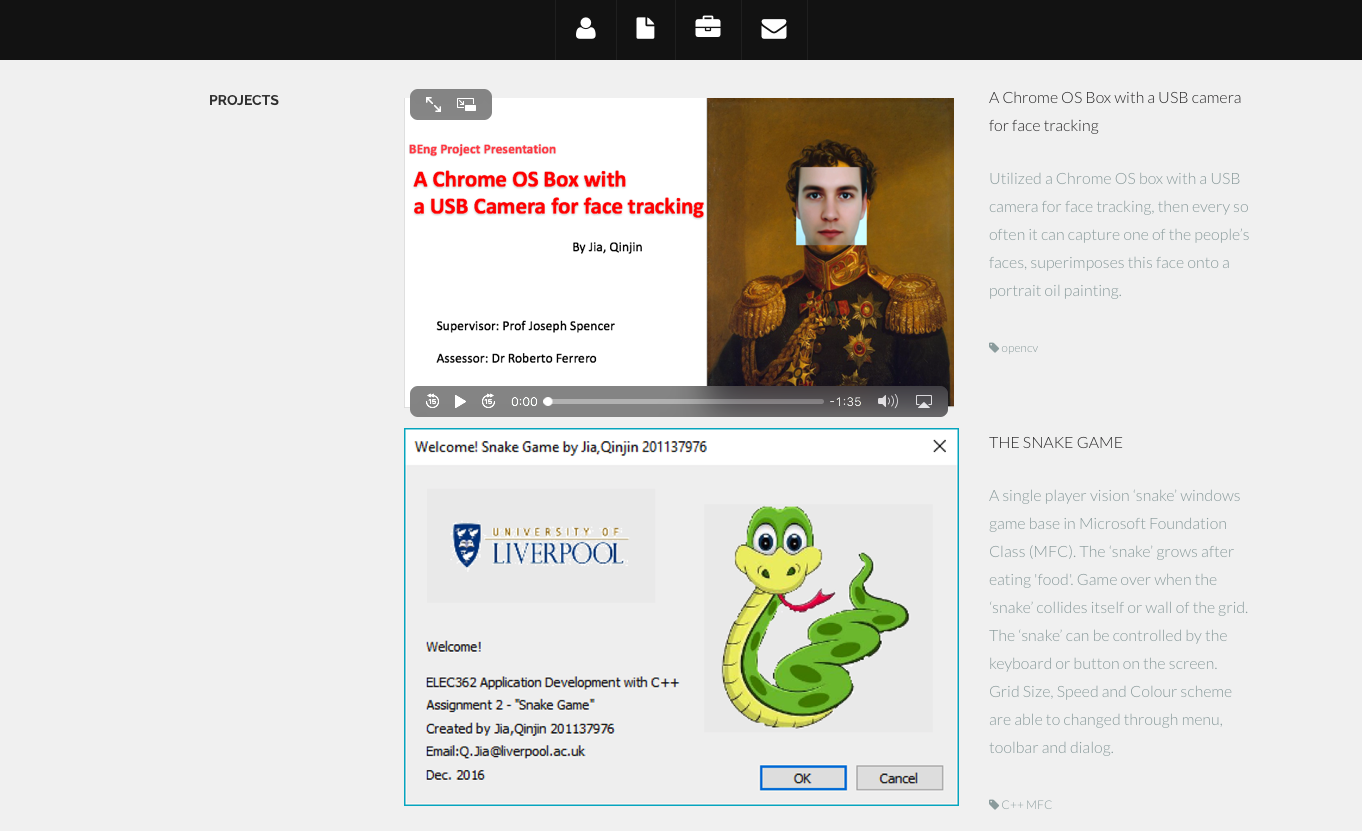 PROJECTS
BEng Project Presentation
A Chrome OS Box with
a USB Camera for face tracking
By Jia, Qinjin
Supervisor: Prof Joseph Spencer
Assessor: Dr Roberto Ferrero
15
15
0:00
-1:35
A Chrome OS Box with a USB camera
for face tracking
Utilized a Chrome OS box with a USB
camera for face tracking, then every so
often it can capture one of the people's
faces, superimposes this face onto a
portrait oil painting.
opencv
Welcome! Snake Game by Jia,Qinjin 201137976
UNIVERSITY OF
LIVERPOOL
Welcome!
ELEC362 Application Development with C++
Assignment 2 - "Snake Game"
Created by Jia,Qinjin 201137976
Email:Q.Jia@liverpool.ac.uk
Dec. 2016
OK
Cancel
THE SNAKE GAME
A single player vision ‘snake’ windows
game base in Microsoft Foundation
Class (MFC). The ‘snake’ grows after
eating ‘food’. Game over when the
‘snake’ collides itself or wall of the grid.
The ‘snake’ can be controlled by the
keyboard or button on the screen.
Grid Size, Speed and Colour scheme
are able to changed through menu,
toolbar and dialog.
C++ MFC